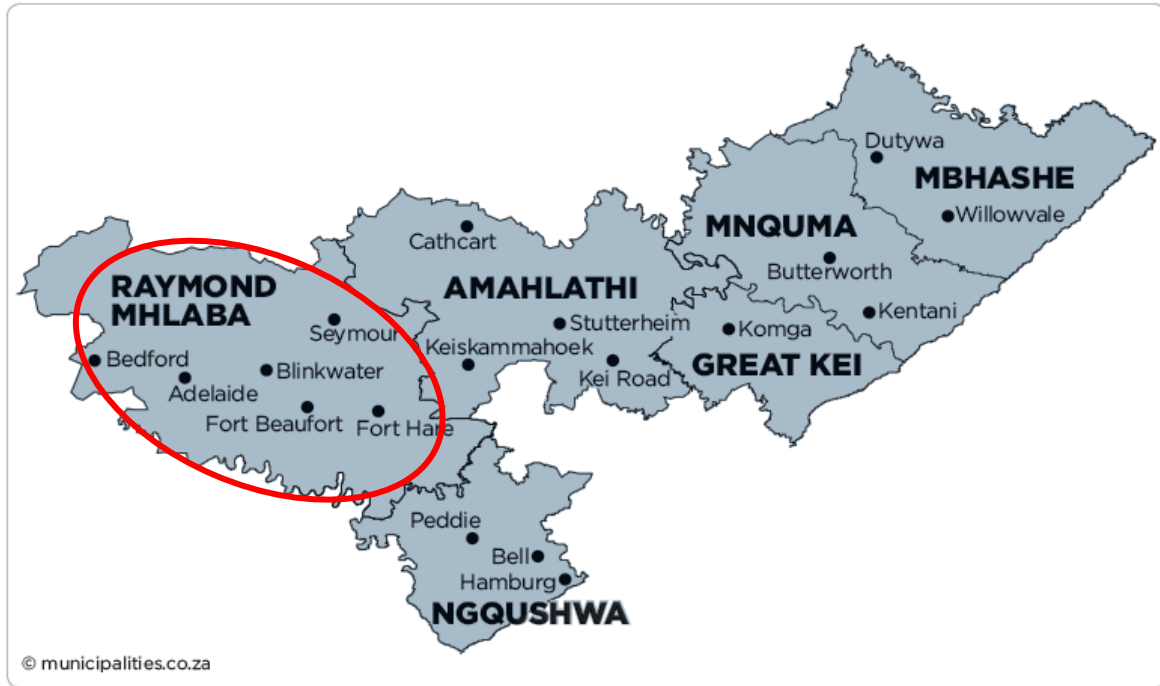 Dutywa
MBHASHE
Willowvale
MNQUMA
Butterworth
Kentani
Cathcart
AMAHLATHI
Stutterheim
Keiskammahoek
Kei Road
Komga
GREAT KEI
RAYMOND
MHLABA
Seymour
Bedford
Blinkwater
Adelaide
Fort Beaufort
Fort Hare
Peddie
Bell
Hamburg
NGQUSHWA
© municipalities.co.za